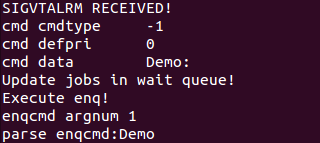 SIGVTALRM RECEIVED!
cmd cmdtype     -1
cmd defpri      0
cmd data        Demo:
Update jobs in wait queue!
Execute enq!
enqcmd argnum 1
parse enqcmd:Demo